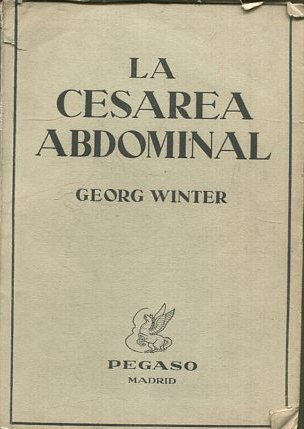 LA
CESAREA
ABDOMINAL
GEORG WINTER
PEGASO
MADRID